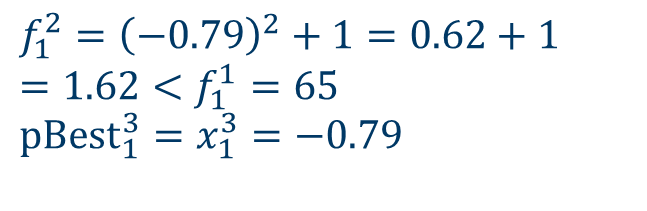 f₁² = (−0.79)² + 1 = 0.62 + 1
= 1.62 < f₁¹ = 65
pBest₁³ = x₁³ = −0.79